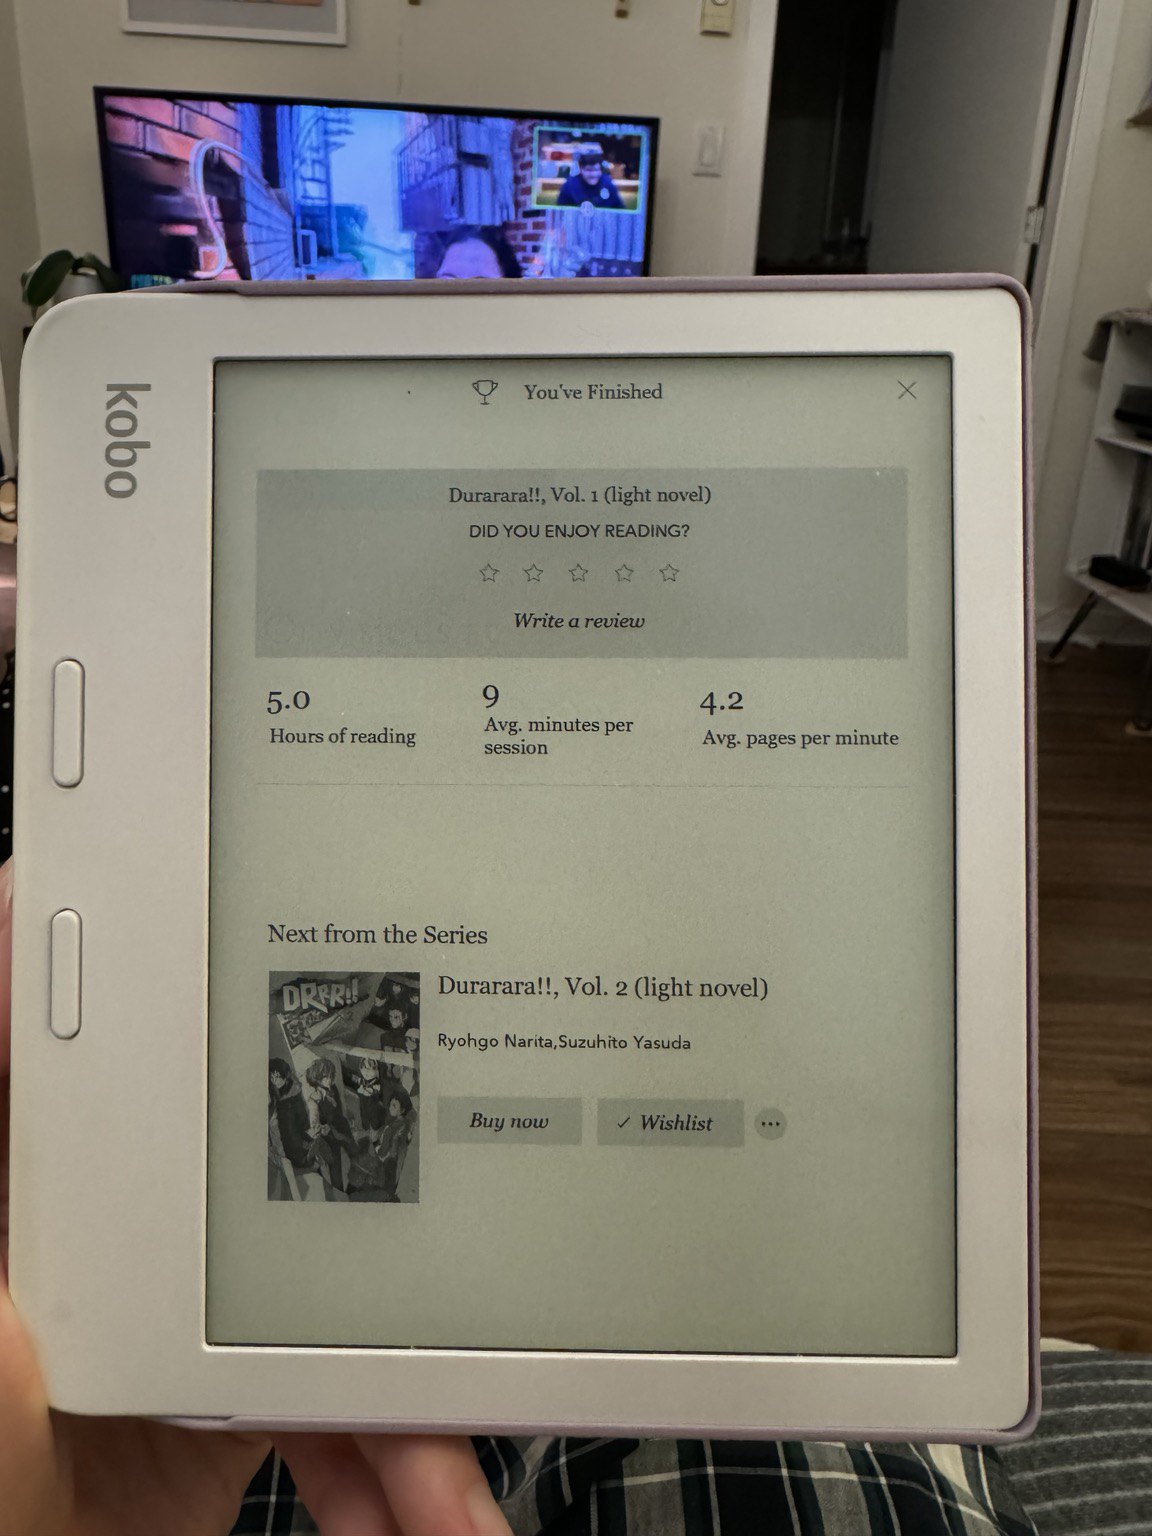 kobo
You've Finished
Durarara!!, Vol. 1 (light novel)
DID YOU ENJOY READING?
Write a review
5.0
Hours of reading
9
Avg. minutes per
session
4.2
Avg. pages per minute
Next from the Series
DRRR!!
Durarara!!, Vol. 2 (light novel)
Ryohgo Narita,Suzuhito Yasuda
Buy now
✓ Wishlist